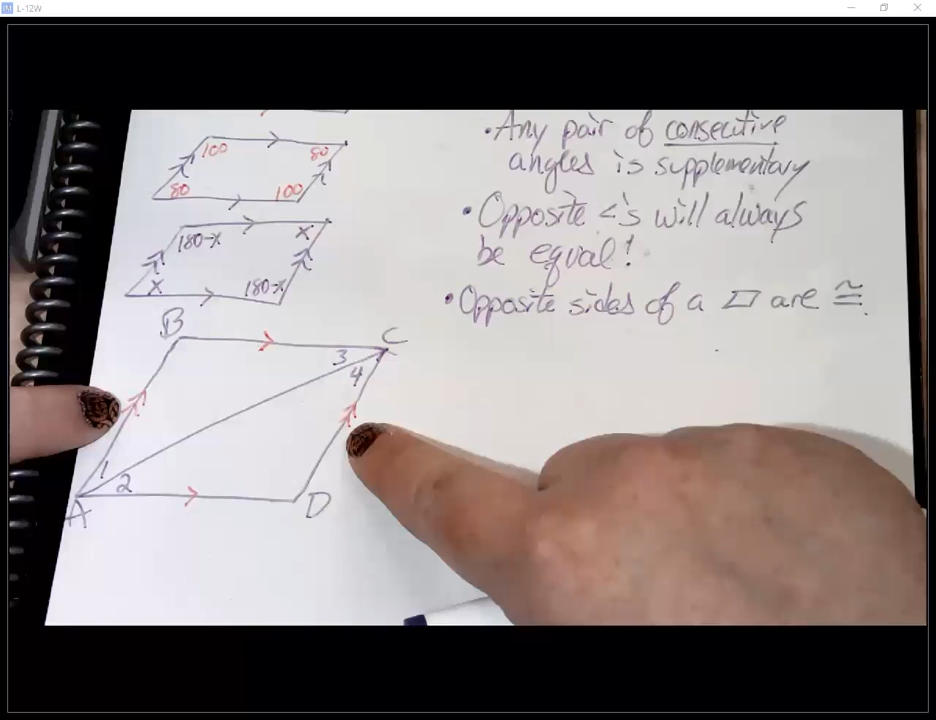 L-12W
100
80
80
100
180-x
x
x
180-x
• Any pair of consecutive
angles is supplementary
• Opposite <'s will always
be equal!
• Opposite sides of a ▱ are ≅.
B
C
3
4
1
2
A
D